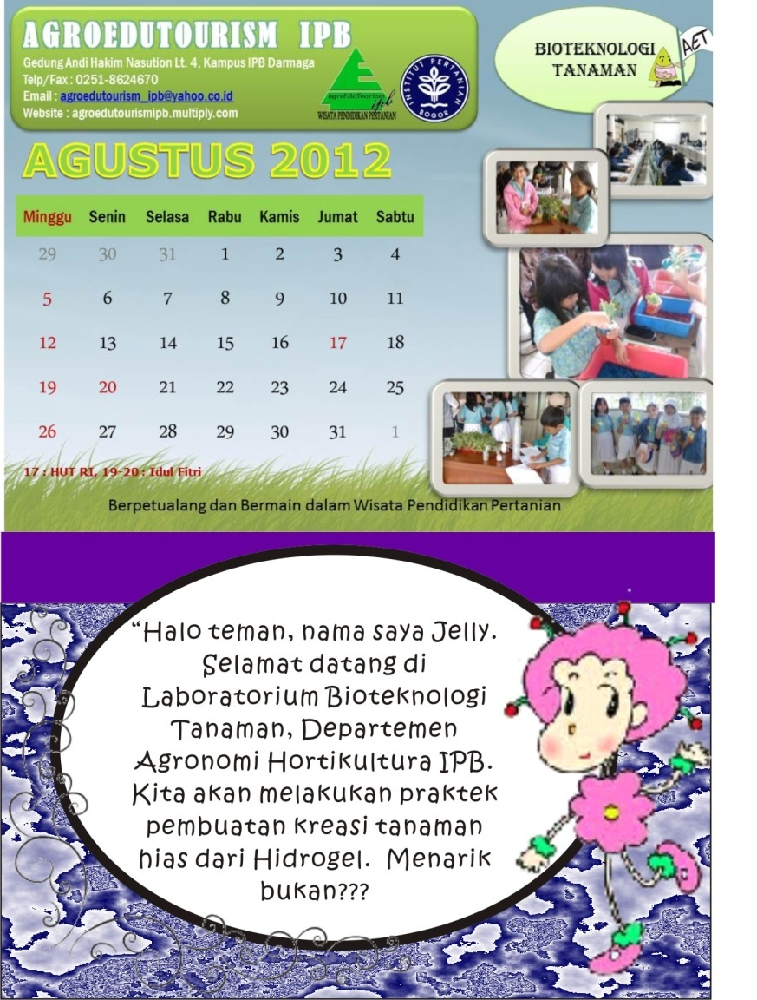 AGROEDUTOURISM IPB
Gedung Andi Hakim Nasution Lt. 4, Kampus IPB Darmaga
Telp/Fax : 0251-8624670
Email : agroedutourism_ipb@yahoo.co.id
Website : agroedutourismipb.multiply.com
AgroEduTourism
ipb
WISATA PENDIDIKAN PERTANIAN
INSTITUT PERTANIAN
BOGOR
BIOTEKNOLOGI
TANAMAN
AET
AGUSTUS 2012
Minggu Senin Selasa Rabu Kamis Jumat Sabtu
29 30 31 1 2 3 4
5 6 7 8 9 10 11
12 13 14 15 16 17 18
19 20 21 22 23 24 25
26 27 28 29 30 31 1
17 : HUT RI, 19-20 : Idul Fitri
Berpetualang dan Bermain dalam Wisata Pendidikan Pertanian
“Halo teman, nama saya Jelly.
Selamat datang di
Laboratorium Bioteknologi
Tanaman, Departemen
Agronomi Hortikultura IPB.
Kita akan melakukan praktek
pembuatan kreasi tanaman
hias dari Hidrogel. Menarik
bukan???